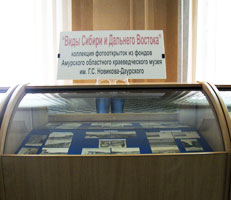 "Виды Сибири и Дальнего Востока"
коллекция фотооткрыток из фондов
Амурского областного краеведческого музея
им. Г.С. Новикова-Даурского